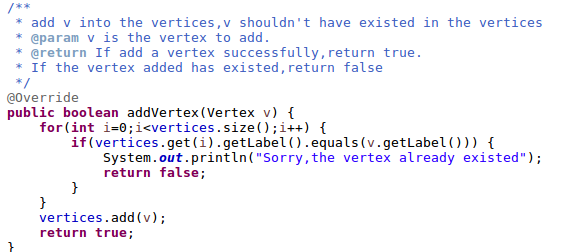 /**
 * add v into the vertices,v shouldn't have existed in the vertices
 * @param v is the vertex to add.
 * @return If add a vertex successfully,return true.
 * If the vertex added has existed,return false
 */
@Override
public boolean addVertex(Vertex v) {
    for(int i=0;i<vertices.size();i++) {
        if(vertices.get(i).getLabel().equals(v.getLabel())) {
            System.out.println("Sorry,the vertex already existed");
            return false;
        }
    }
    vertices.add(v);
    return true;
}